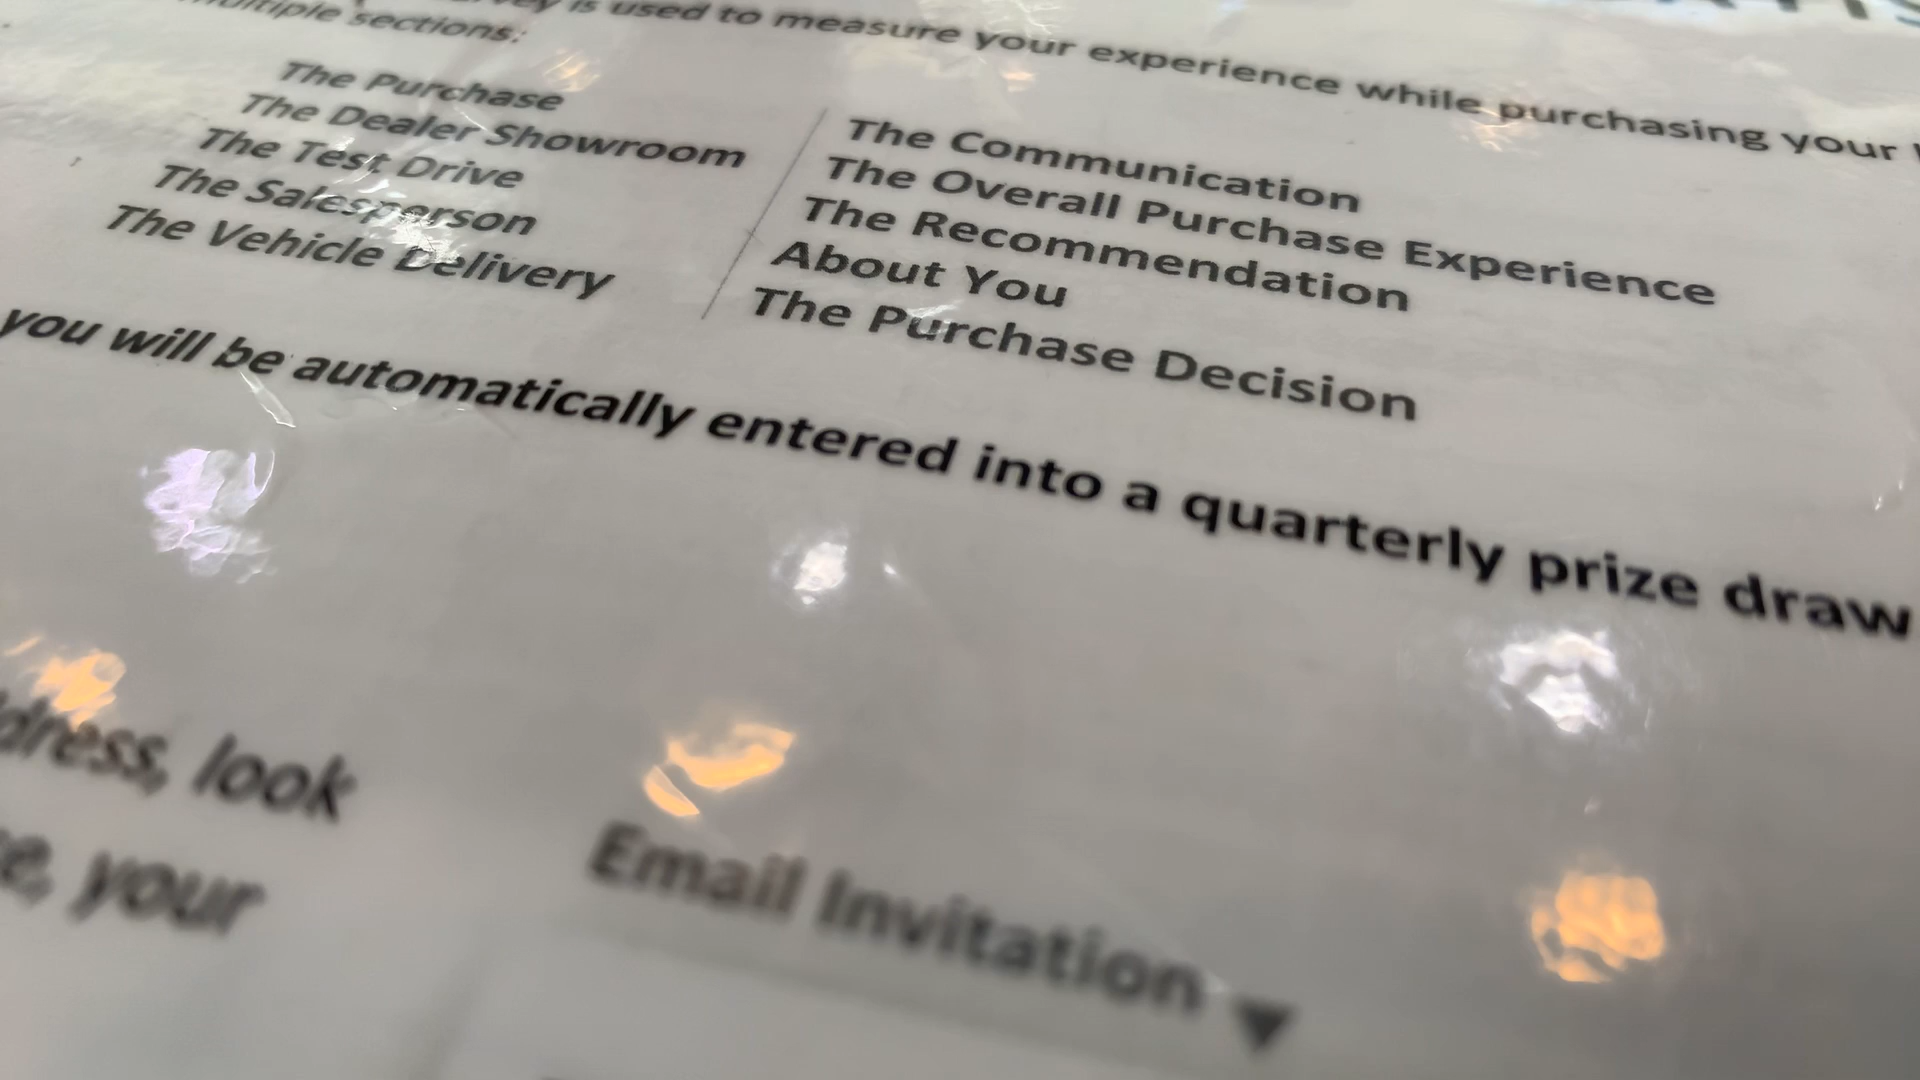 is used to measure your experience while purchasing your
multiple sections:
The Purchase
The Dealer Showroom
The Test Drive
The Salesperson
The Vehicle Delivery
The Communication
The Overall Purchase Experience
The Recommendation
About You
The Purchase Decision
you will be automatically entered into a quarterly prize draw
look
your
Email Invitation